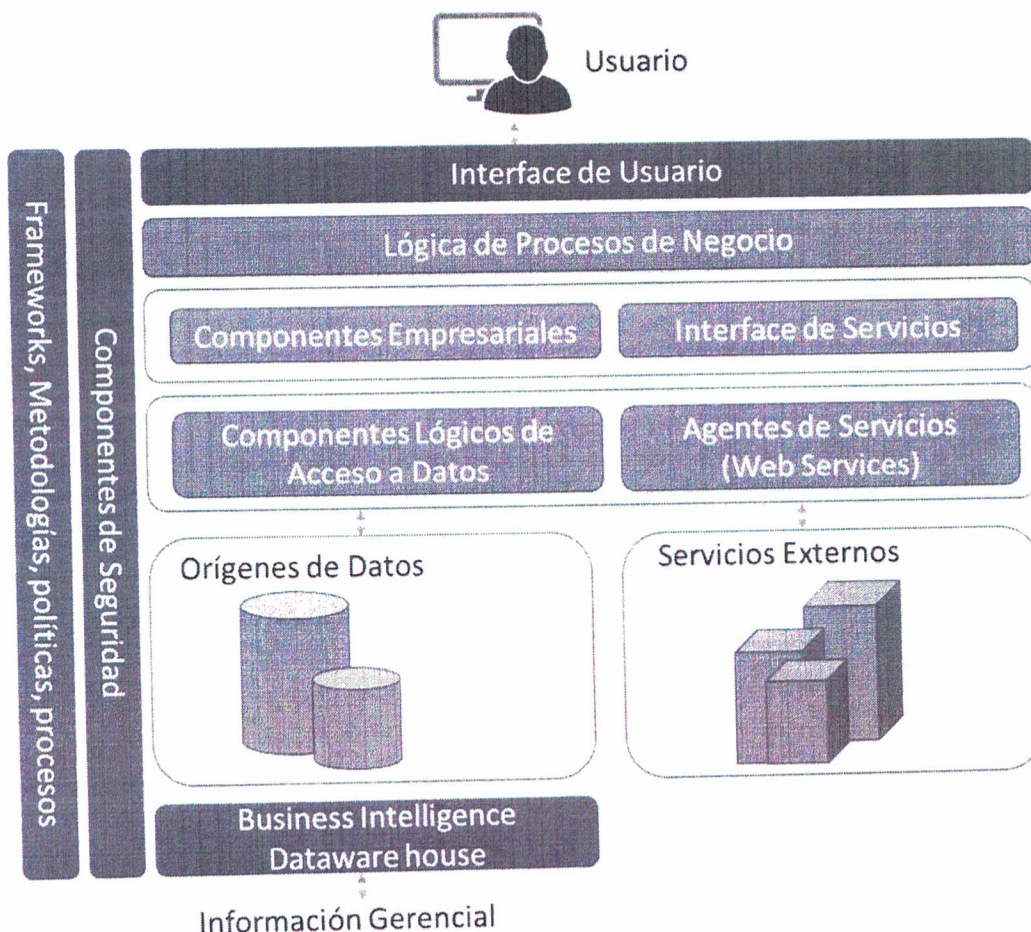 Usuario
Interface de Usuario
Lógica de Procesos de Negocio
Frameworks, Metodologías, políticas, procesos
Componentes de Seguridad
Componentes Empresariales
Interface de Servicios
Componentes Lógicos de
Acceso a Datos
Agentes de Servicios
(Web Services)
Orígenes de Datos
Servicios Externos
Business Intelligence
Dataware house
Información Gerencial